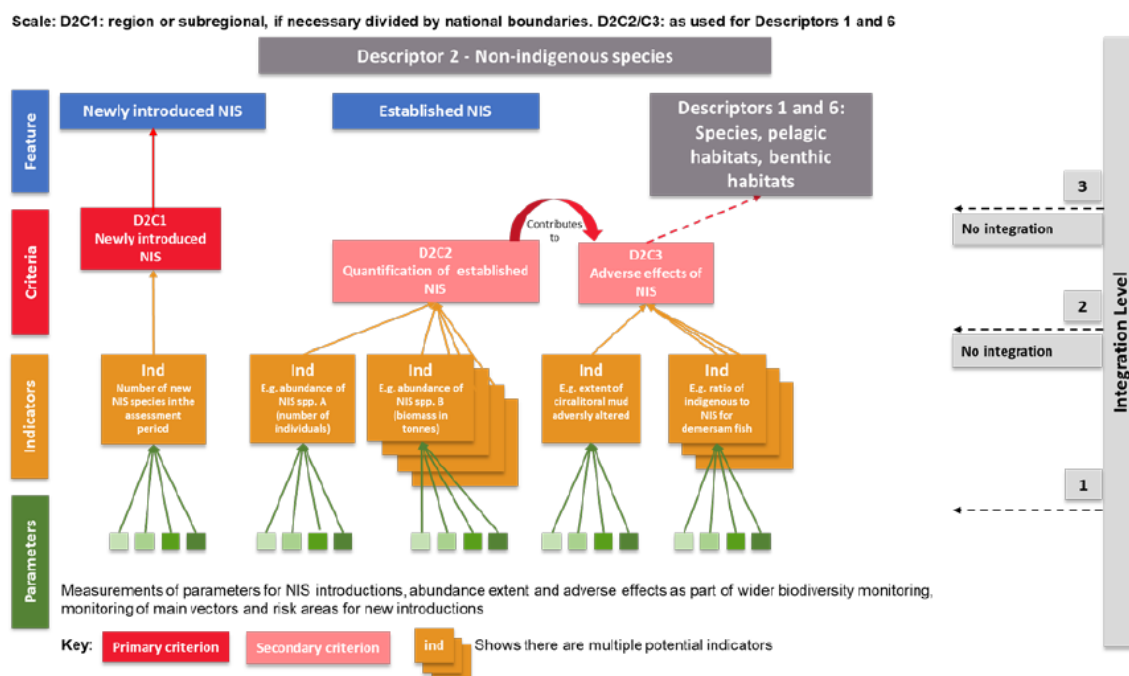 Scale: D2C1: region or subregional, if necessary divided by national boundaries. D2C2/C3: as used for Descriptors 1 and 6
Descriptor 2 - Non-indigenous species
Feature
Newly introduced NIS
Established NIS
Descriptors 1 and 6:
Species, pelagic
habitats, benthic
habitats
3
No integration
Criteria
D2C1
Newly introduced
NIS
Contributes
to
D2C2
Quantification of established
NIS
D2C3
Adverse effects of
NIS
2
No integration
Integration Level
Indicators
Ind
Number of new
NIS species in the
assessment
period
Ind
E.g. abundance of
NIS spp. A
(number of
individuals)
Ind
E.g. abundance of
NIS spp. B
(biomass in
tonnes)
Ind
E.g. extent of
circalitoral mud
adversly altered
Ind
E.g. ratio of
indigenous to
NIS for
demersam fish
1
Parameters
Measurements of parameters for NIS introductions, abundance extent and adverse effects as part of wider biodiversity monitoring,
monitoring of main vectors and risk areas for new introductions
Key:
Primary criterion
Secondary criterion
ind
Shows there are multiple potential indicators